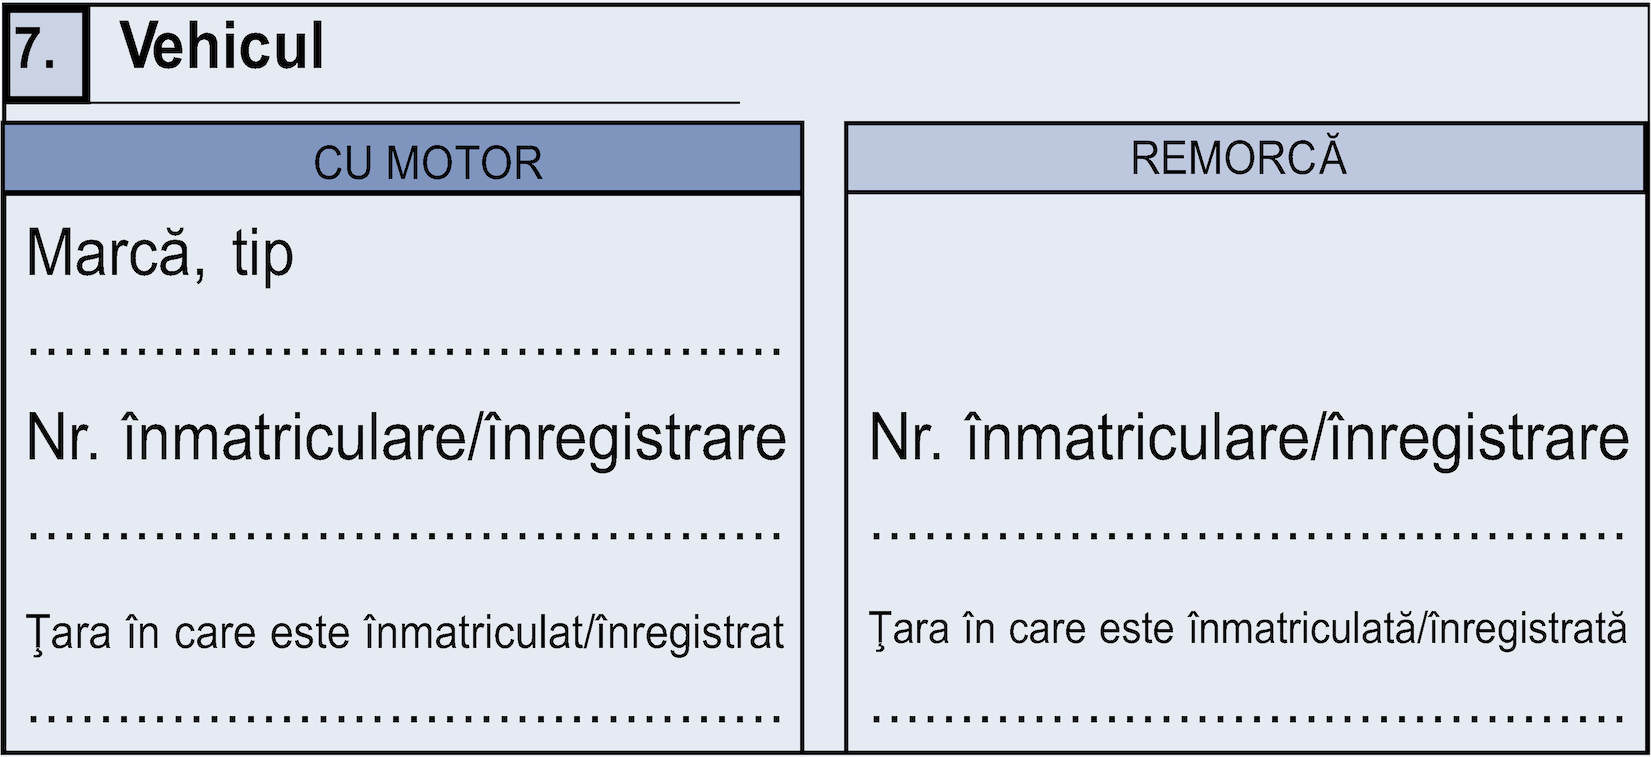 7. Vehicul
CU MOTOR
Marcă, tip
..........................................
Nr. înmatriculare/înregistrare
..........................................
Ţara în care este înmatriculat/înregistrat
..........................................
REMORCĂ
Nr. înmatriculare/înregistrare
..........................................
Ţara în care este înmatriculată/înregistrată
..........................................